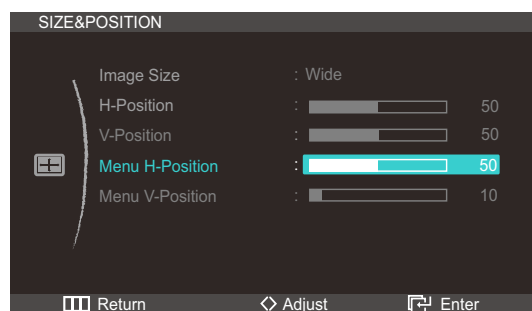 SIZE&POSITION
Image Size : Wide
H-Position : 50
V-Position : 50
Menu H-Position : 50
Menu V-Position : 10
Return Adjust Enter